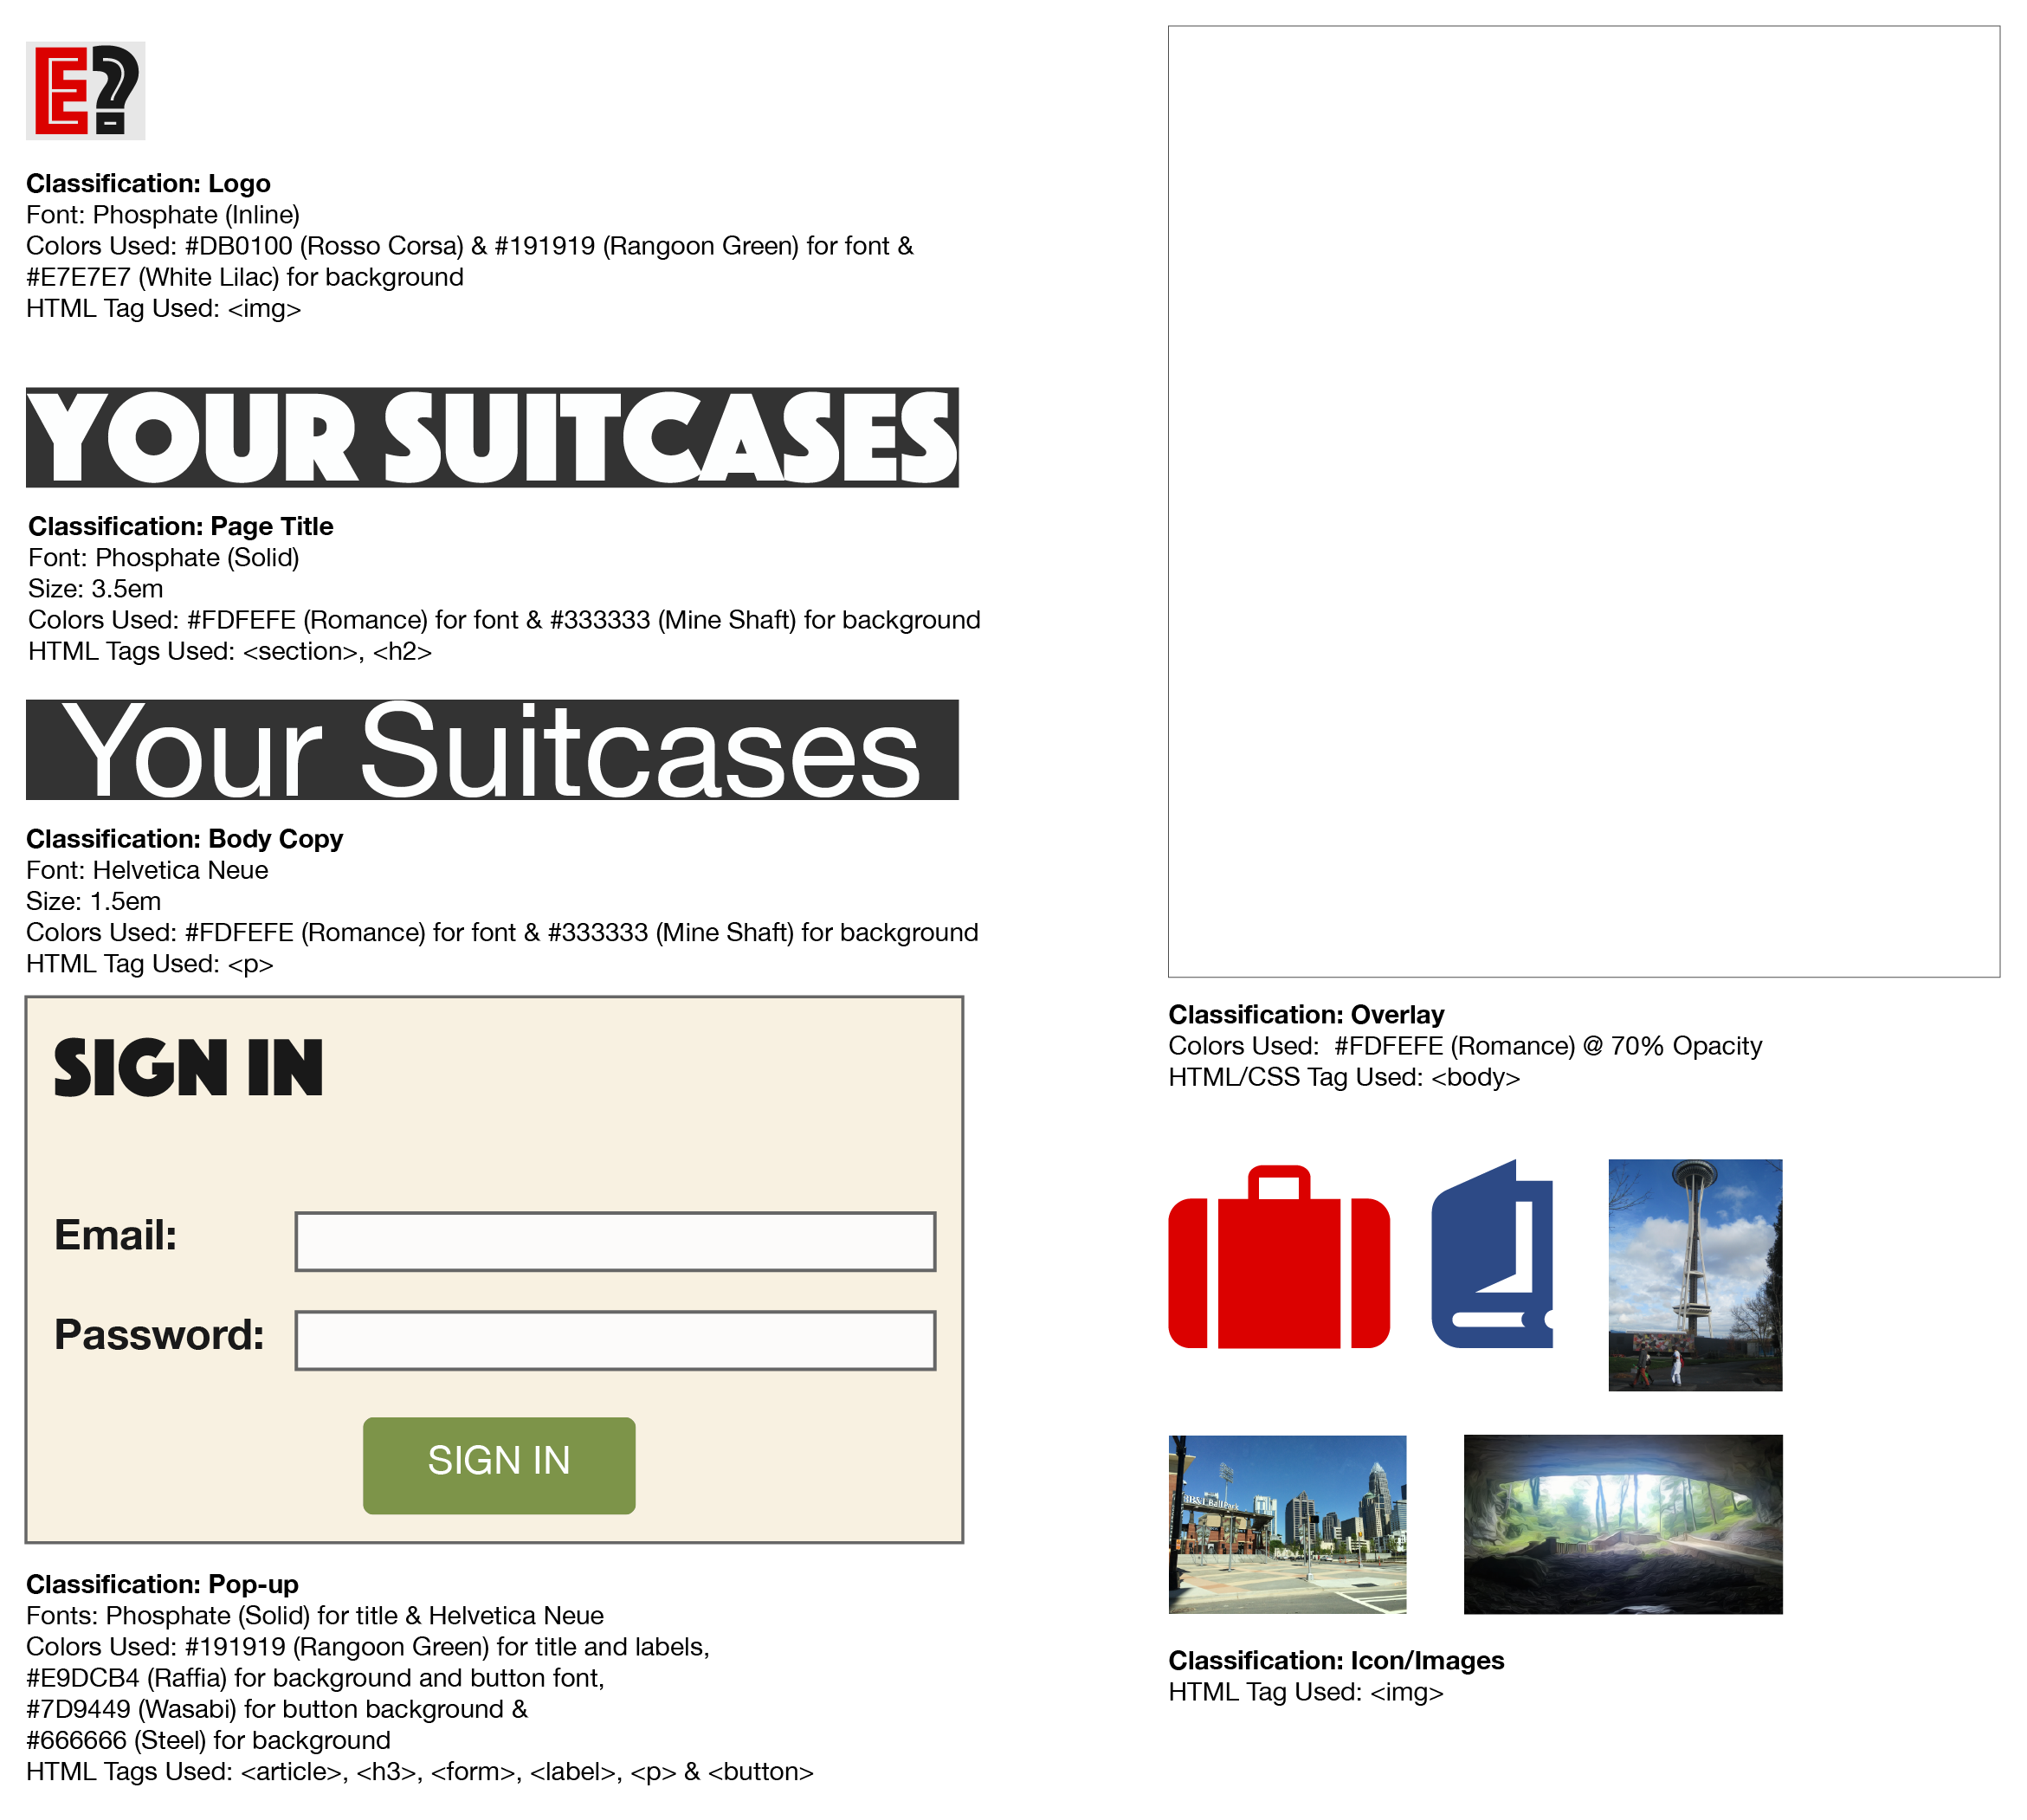 E?
Classification: Logo
Font: Phosphate (Inline)
Colors Used: #DB0100 (Rosso Corsa) & #191919 (Rangoon Green) for font &
#E7E7E7 (White Lilac) for background
HTML Tag Used: <img>
YOUR SUITCASES
Classification: Page Title
Font: Phosphate (Solid)
Size: 3.5em
Colors Used: #FDFEFE (Romance) for font & #333333 (Mine Shaft) for background
HTML Tags Used: <section>, <h2>
Your Suitcases
Classification: Body Copy
Font: Helvetica Neue
Size: 1.5em
Colors Used: #FDFEFE (Romance) for font & #333333 (Mine Shaft) for background
HTML Tag Used: <p>
SIGN IN
Email:
Password:
SIGN IN
Classification: Pop-up
Fonts: Phosphate (Solid) for title & Helvetica Neue
Colors Used: #191919 (Rangoon Green) for title and labels,
#E9DCB4 (Raffia) for background and button font,
#7D9449 (Wasabi) for button background &
#666666 (Steel) for background
HTML Tags Used: <article>, <h3>, <form>, <label>, <p> & <button>
Classification: Overlay
Colors Used:  #FDFEFE (Romance) @ 70% Opacity
HTML/CSS Tag Used: <body>
BB&T BallPark
Classification: Icon/Images
HTML Tag Used: <img>